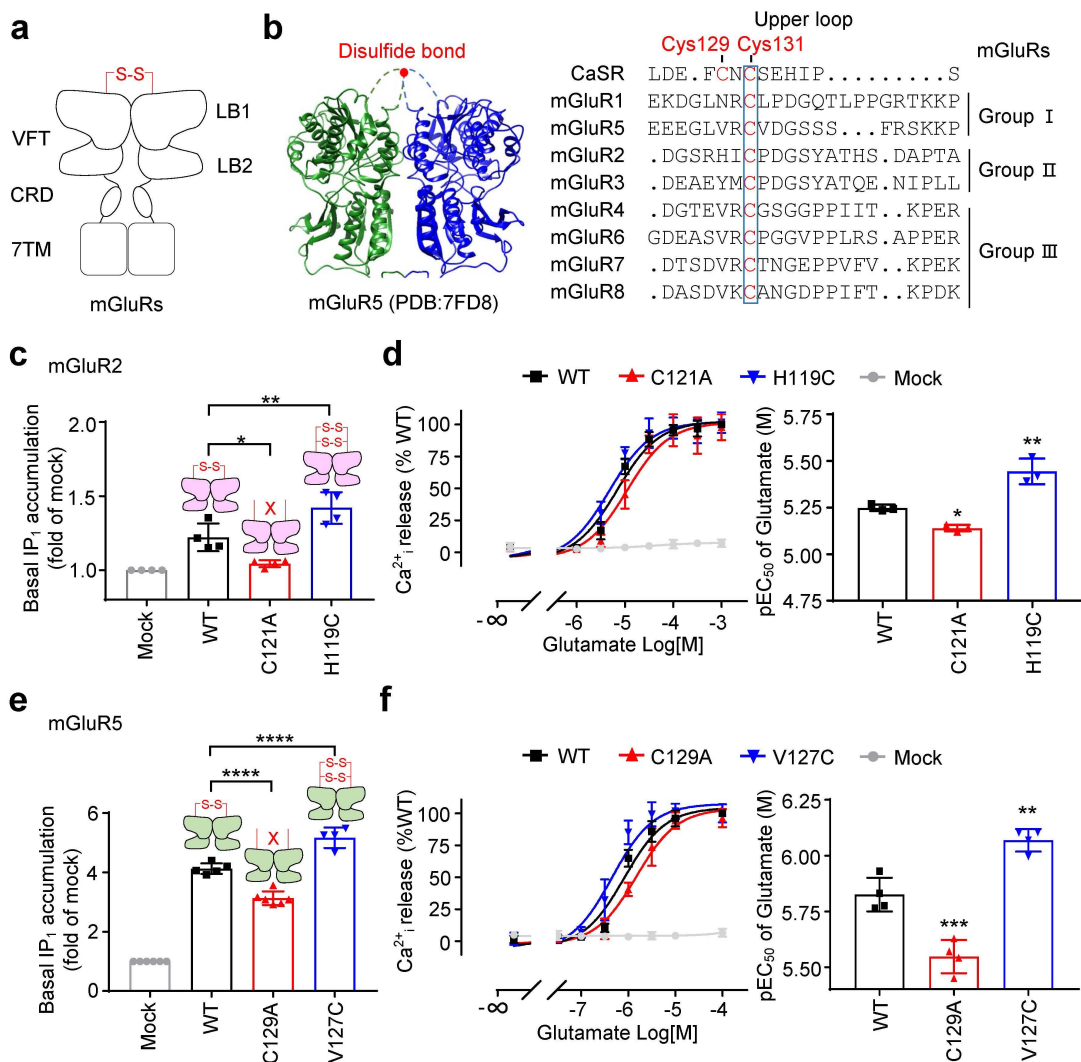 a
S-S
LB1
VFT
LB2
CRD
7TM
mGluRs
b
Disulfide bond
mGluR5 (PDB:7FD8)
Upper loop
Cys129 Cys131
mGluRs
CaSR LDE.FCNCSEHIP.........S
mGluR1 EKDGLNRCLPDGQTLPPGRTKKP
mGluR5 EEEGLVRCVDGSSS...FRSKKP
Group I
mGluR2 .DGSRHICPDGSYATHS.DAPTA
mGluR3 .DEAEYMCPDGSYATQE.NIPLL
Group II
mGluR4 .DGTEVRCGSGGPPIIT..KPER
mGluR6 GDEASVRCPGGVPPLRS.APPER
mGluR7 .DTSDVRCTNGEPPVFV..KPEK
mGluR8 .DASDVKCANGDPPIFT..KPDK
Group III
c
mGluR2
Basal IP1 accumulation
(fold of mock)
2.0
1.5
1.0
**
*
S-S
X
S-S
S-S
Mock
WT
C121A
H119C
d
WT
C121A
H119C
Mock
Ca2+i release (% WT)
100
75
50
25
0
-∞
-6
-5
-4
-3
Glutamate Log[M]
pEC50 of Glutamate (M)
5.75
5.50
5.25
5.00
4.75
*
**
WT
C121A
H119C
e
mGluR5
Basal IP1 accumulation
(fold of mock)
6
4
2
0
****
****
S-S
X
S-S
S-S
Mock
WT
C129A
V127C
f
WT
C129A
V127C
Mock
Ca2+i release (%WT)
100
75
50
25
0
-∞
-7
-6
-5
-4
Glutamate Log[M]
pEC50 of Glutamate (M)
6.25
6.00
5.75
5.50
***
**
WT
C129A
V127C